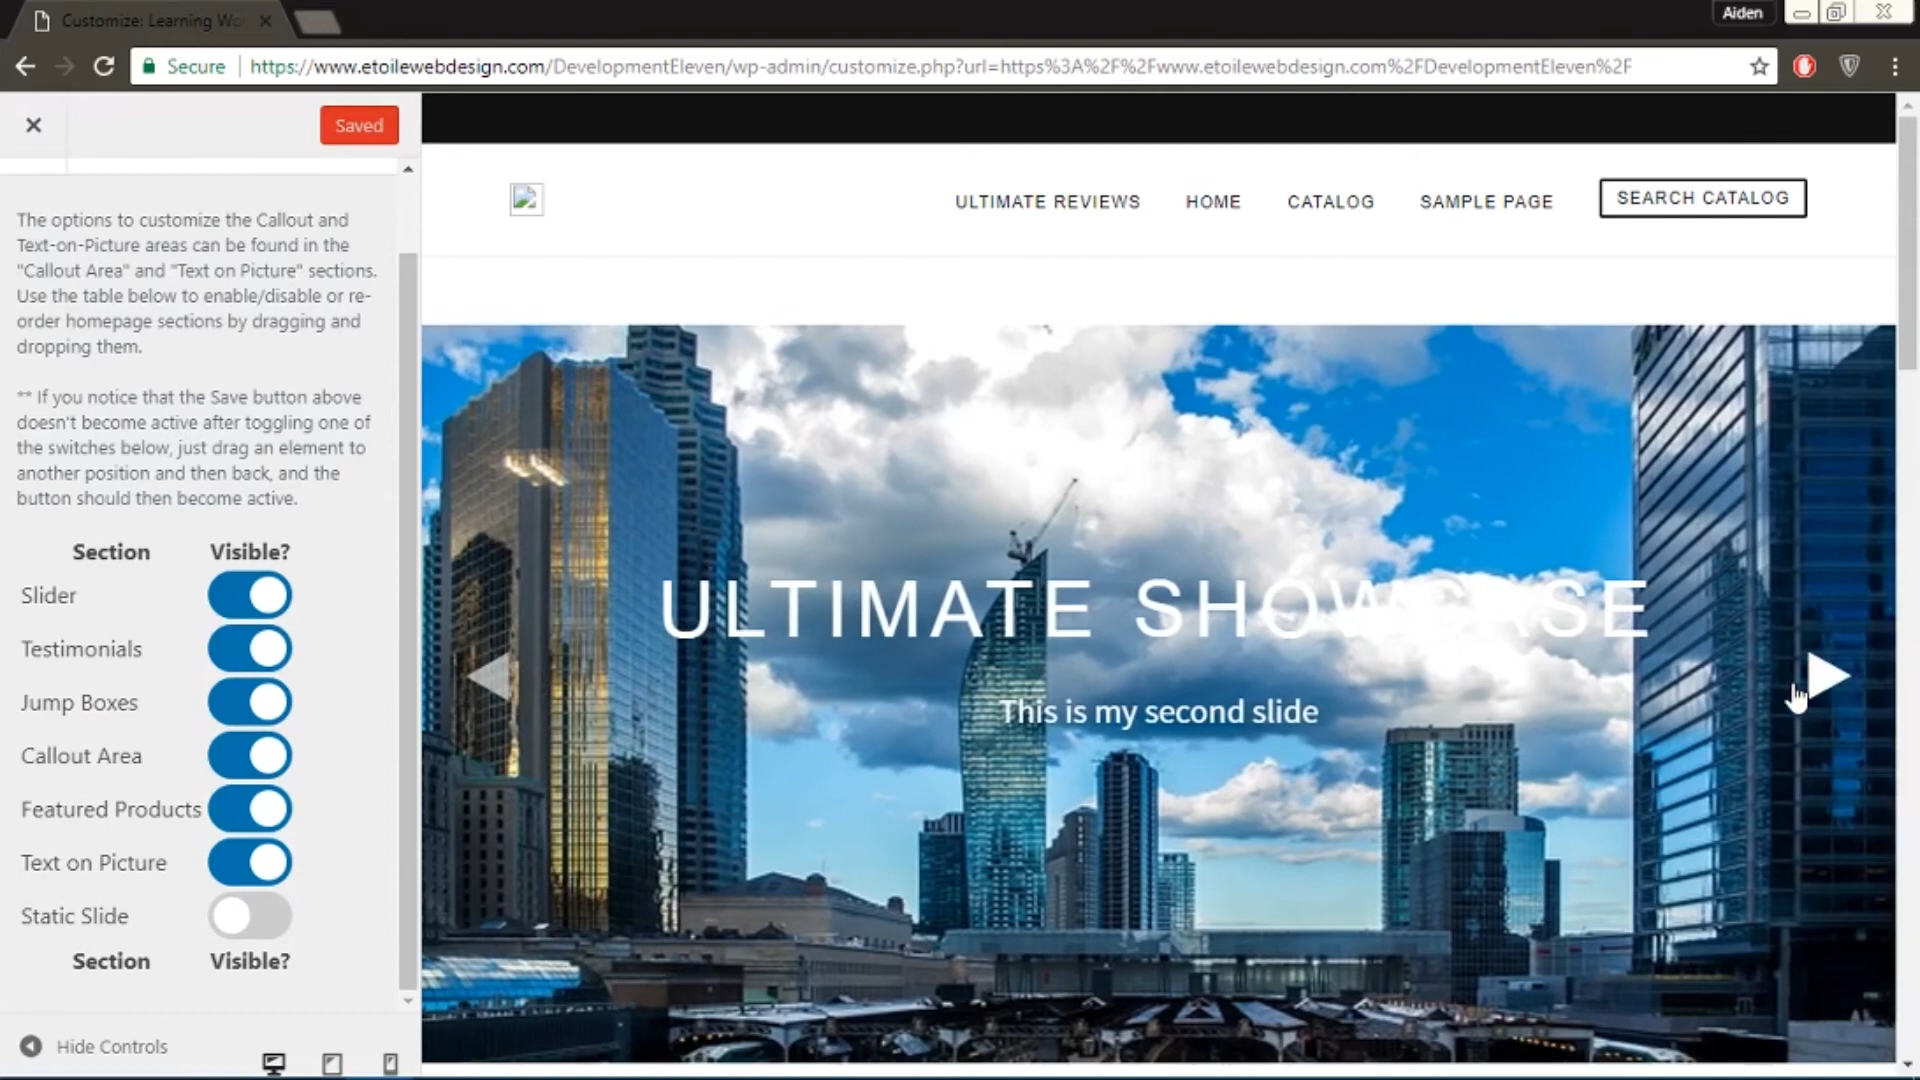 Customize: Learning Wo
Aiden
Secure
https://www.etoilewebdesign.com/DevelopmentEleven/wp-admin/customize.php?url=https%3A%2F%2Fwww.etoilewebdesign.com%2FDevelopmentEleven%2F
Saved
ULTIMATE REVIEWS
HOME
CATALOG
SAMPLE PAGE
SEARCH CATALOG
The options to customize the Callout and
Text-on-Picture areas can be found in the
"Callout Area" and "Text on Picture" sections.
Use the table below to enable/disable or re-
order homepage sections by dragging and
dropping them.
** If you notice that the Save button above
doesn't become active after toggling one of
the switches below, just drag an element to
another position and then back, and the
button should then become active.
Section Visible?
Slider
Testimonials
Jump Boxes
Callout Area
Featured Products
Text on Picture
Static Slide
Section Visible?
Hide Controls
ULTIMATE SHOWCASE
This is my second slide